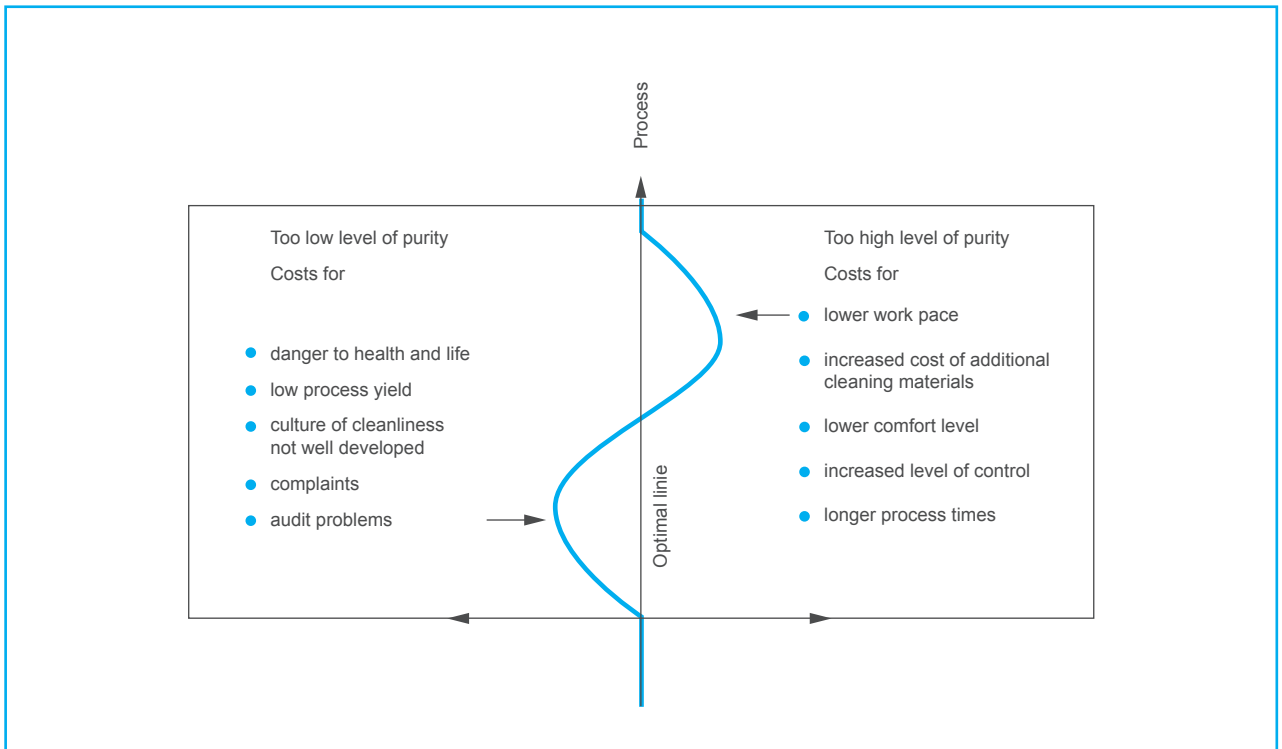 Process
Too low level of purity
Costs for
danger to health and life
low process yield
culture of cleanliness
not well developed
complaints
audit problems
Optimal linie
Too high level of purity
Costs for
lower work pace
increased cost of additional
cleaning materials
lower comfort level
increased level of control
longer process times